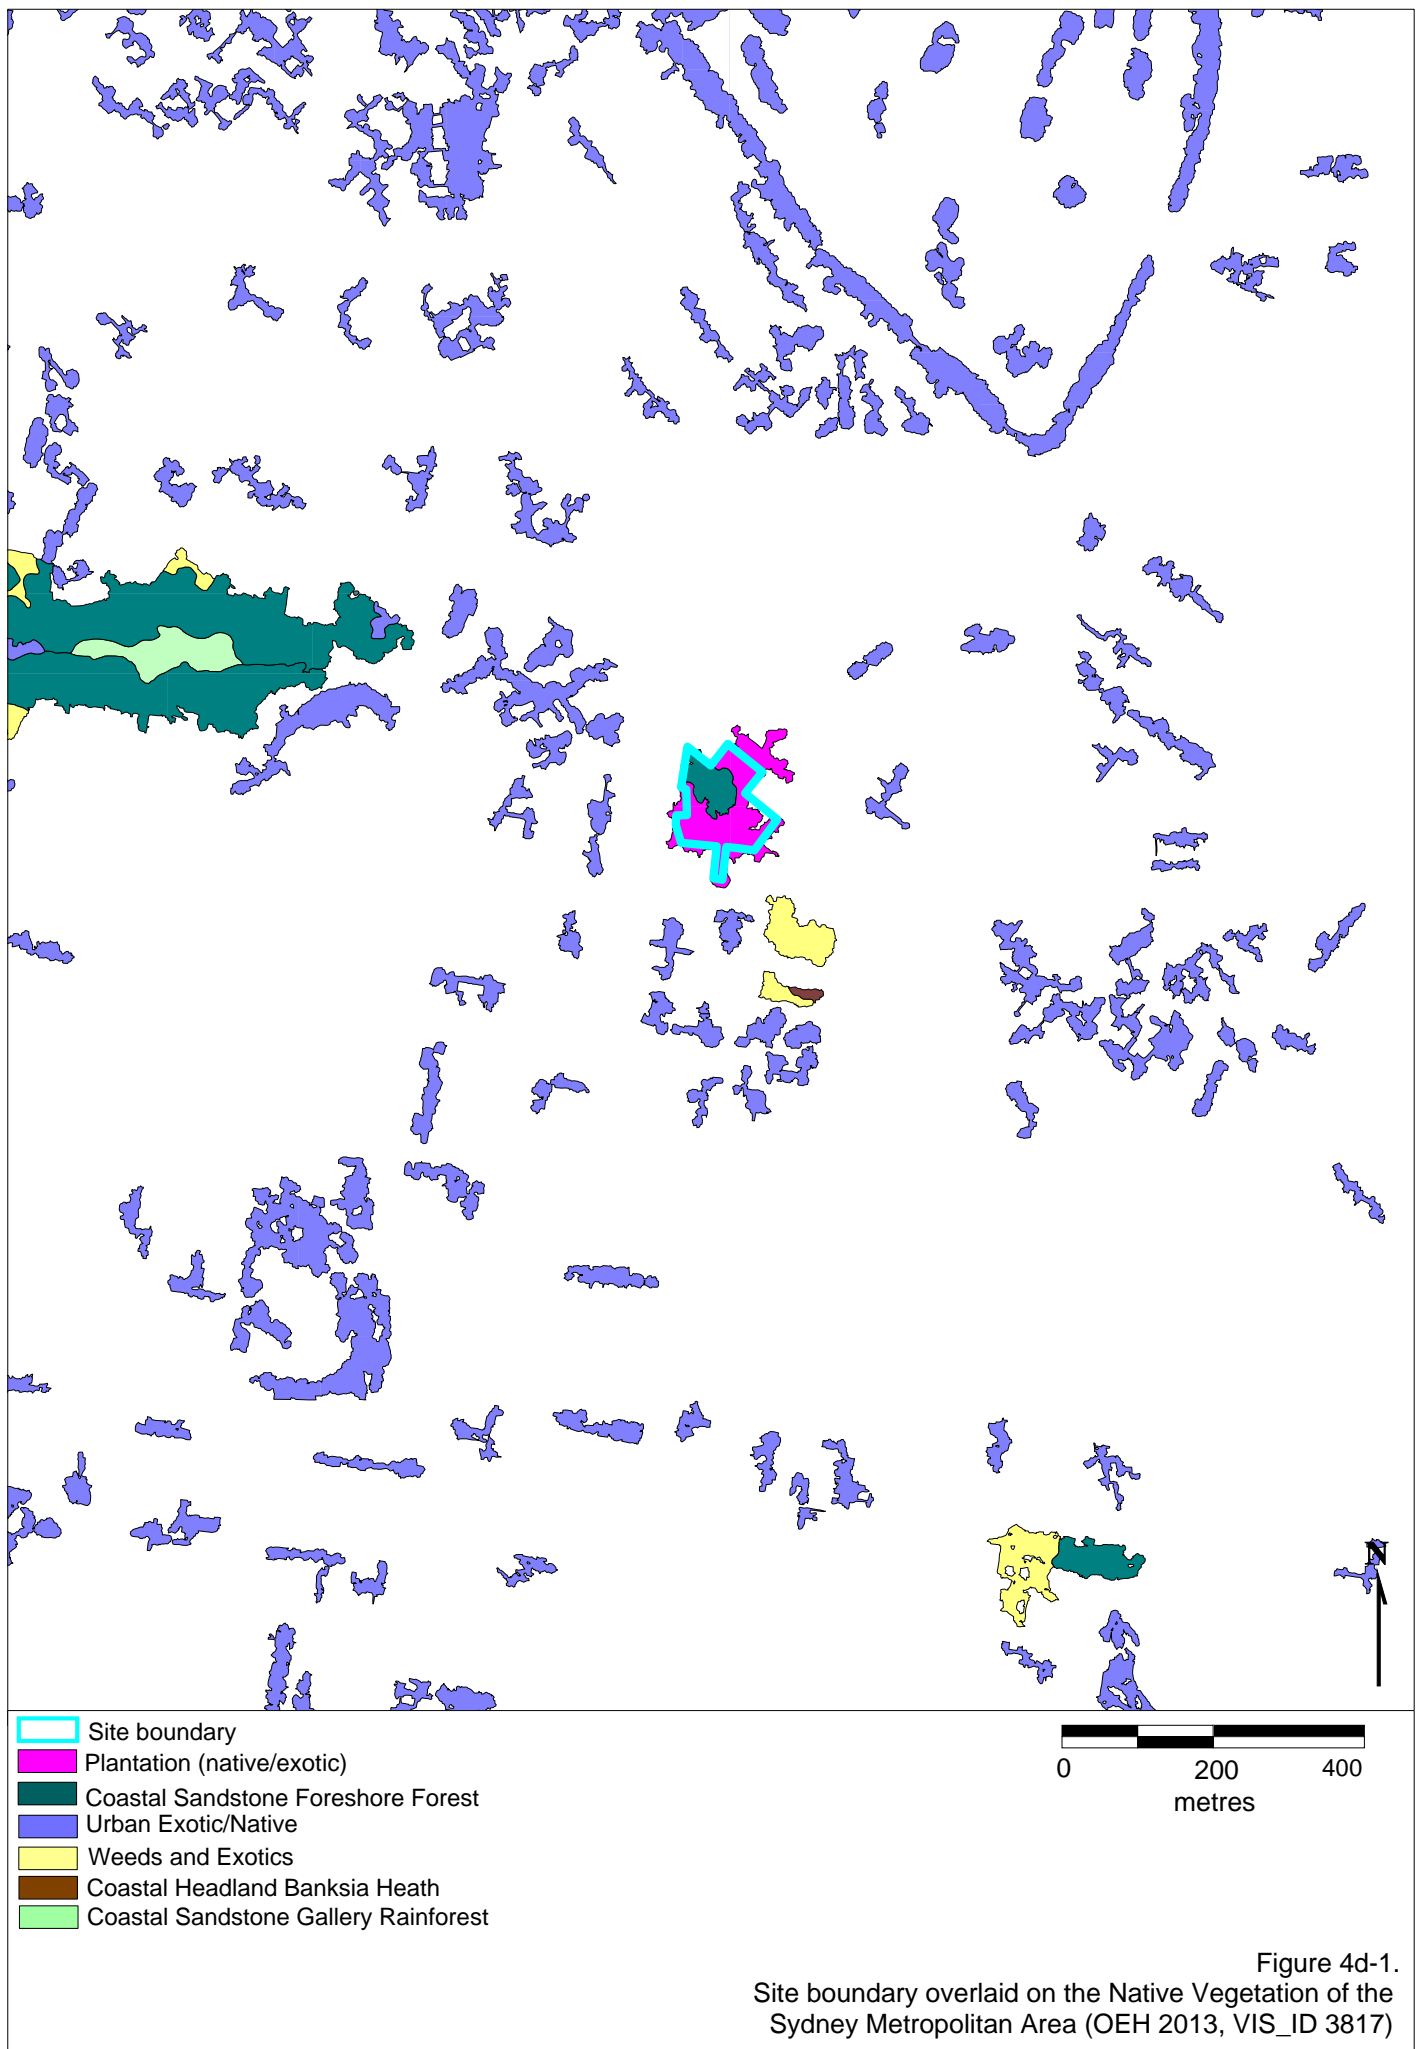 N
Site boundary
Plantation (native/exotic)
Coastal Sandstone Foreshore Forest
Urban Exotic/Native
Weeds and Exotics
Coastal Headland Banksia Heath
Coastal Sandstone Gallery Rainforest
0 200 400
metres
Figure 4d-1.
Site boundary overlaid on the Native Vegetation of the
Sydney Metropolitan Area (OEH 2013, VIS_ID 3817)